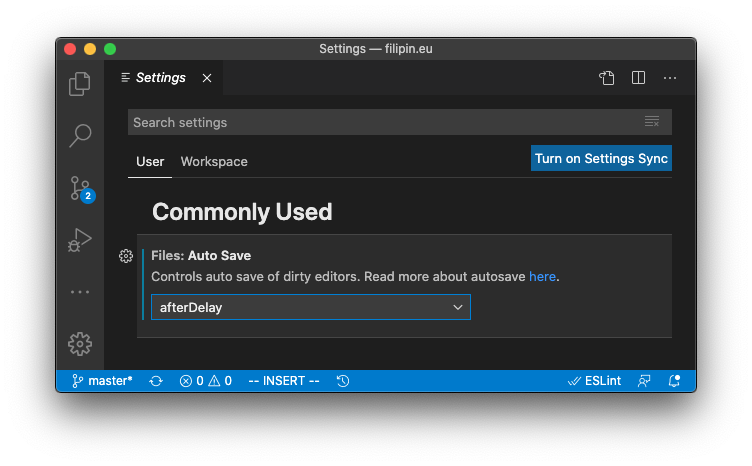 Settings — filipin.eu
Settings
Search settings
User Workspace
Turn on Settings Sync
Commonly Used
Files: Auto Save
Controls auto save of dirty editors. Read more about autosave here.
afterDelay
2
master* 0 0 -- INSERT -- ESLint